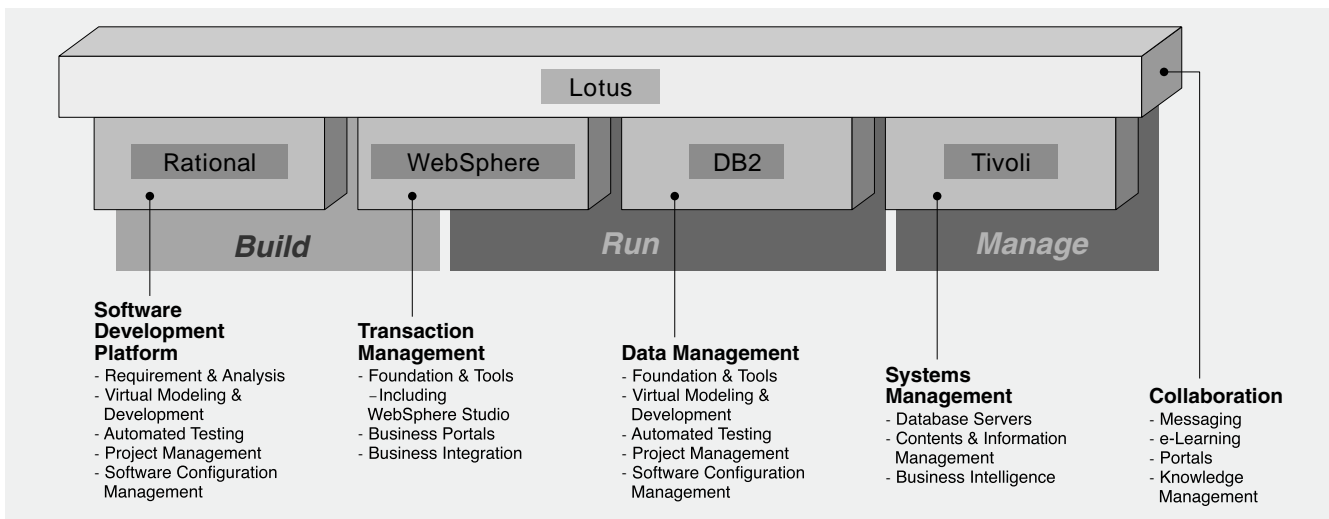 Lotus
Rational
WebSphere
DB2
Tivoli
Build
Run
Manage
Software
Development
Platform
- Requirement & Analysis
- Virtual Modeling &
Development
- Automated Testing
- Project Management
- Software Configuration
Management
Transaction
Management
- Foundation & Tools
–Including
WebSphere Studio
- Business Portals
- Business Integration
Data Management
- Foundation & Tools
- Virtual Modeling &
Development
- Automated Testing
- Project Management
- Software Configuration
Management
Systems
Management
- Database Servers
- Contents & Information
Management
- Business Intelligence
Collaboration
- Messaging
- e-Learning
- Portals
- Knowledge
Management